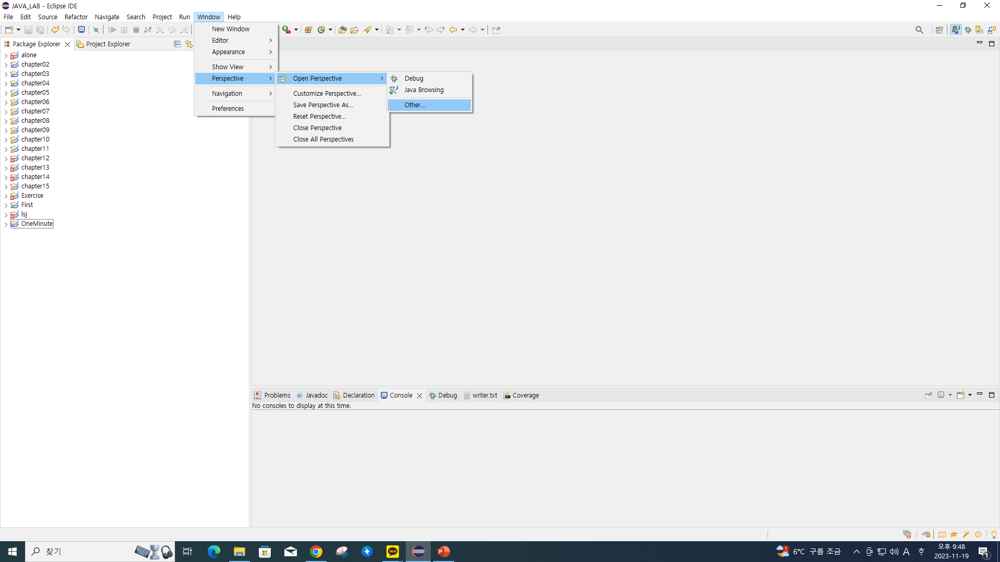 JAVA_LAB - Eclipse IDE
File Edit Source Refactor Navigate Search Project Run Window Help
New Window
Editor
Appearance
Show View
Perspective
Navigation
Preferences
Open Perspective
Customize Perspective...
Save Perspective As...
Reset Perspective...
Close Perspective
Close All Perspectives
Debug
Java Browsing
Other...
Package Explorer Project Explorer
alone
chapter02
chapter03
chapter04
chapter05
chapter06
chapter07
chapter08
chapter09
chapter10
chapter11
chapter12
chapter13
chapter14
chapter15
Exercise
First
lsj
OneMinute
Problems @ Javadoc Declaration Console Debug writer.txt Coverage
No consoles to display at this time.
찾기
TALK
1 6°C 구름 조금
A 한
오후 9:48
2023-11-19
1